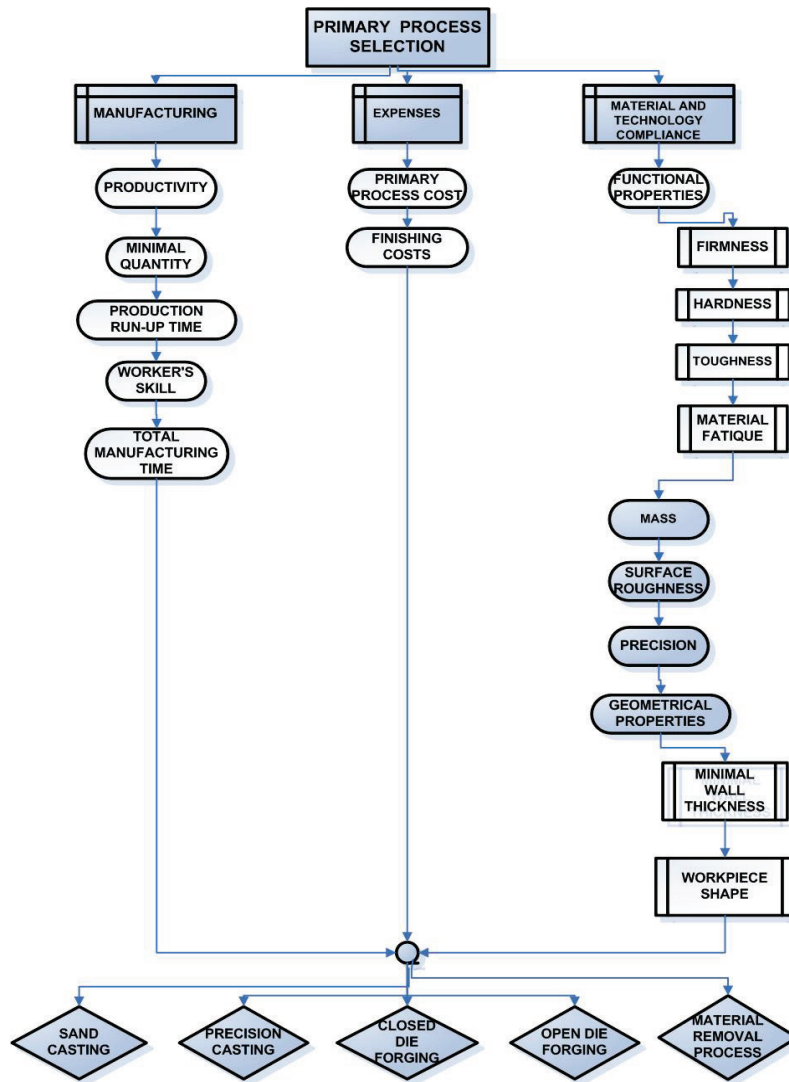 PRIMARY PROCESS
SELECTION
MANUFACTURING
EXPENSES
MATERIAL AND
TECHNOLOGY
COMPLIANCE
PRODUCTIVITY
PRIMARY
PROCESS COST
FUNCTIONAL
PROPERTIES
MINIMAL
QUANTITY
FINISHING
COSTS
FIRMNESS
PRODUCTION
RUN-UP TIME
HARDNESS
WORKER'S
SKILL
TOUGHNESS
TOTAL
MANUFACTURING
TIME
MATERIAL
FATIQUE
MASS
SURFACE
ROUGHNESS
PRECISION
GEOMETRICAL
PROPERTIES
MINIMAL
WALL
THICKNESS
WORKPIECE
SHAPE
SAND
CASTING
PRECISION
CASTING
CLOSED
DIE
FORGING
OPEN DIE
FORGING
MATERIAL
REMOVAL
PROCESS